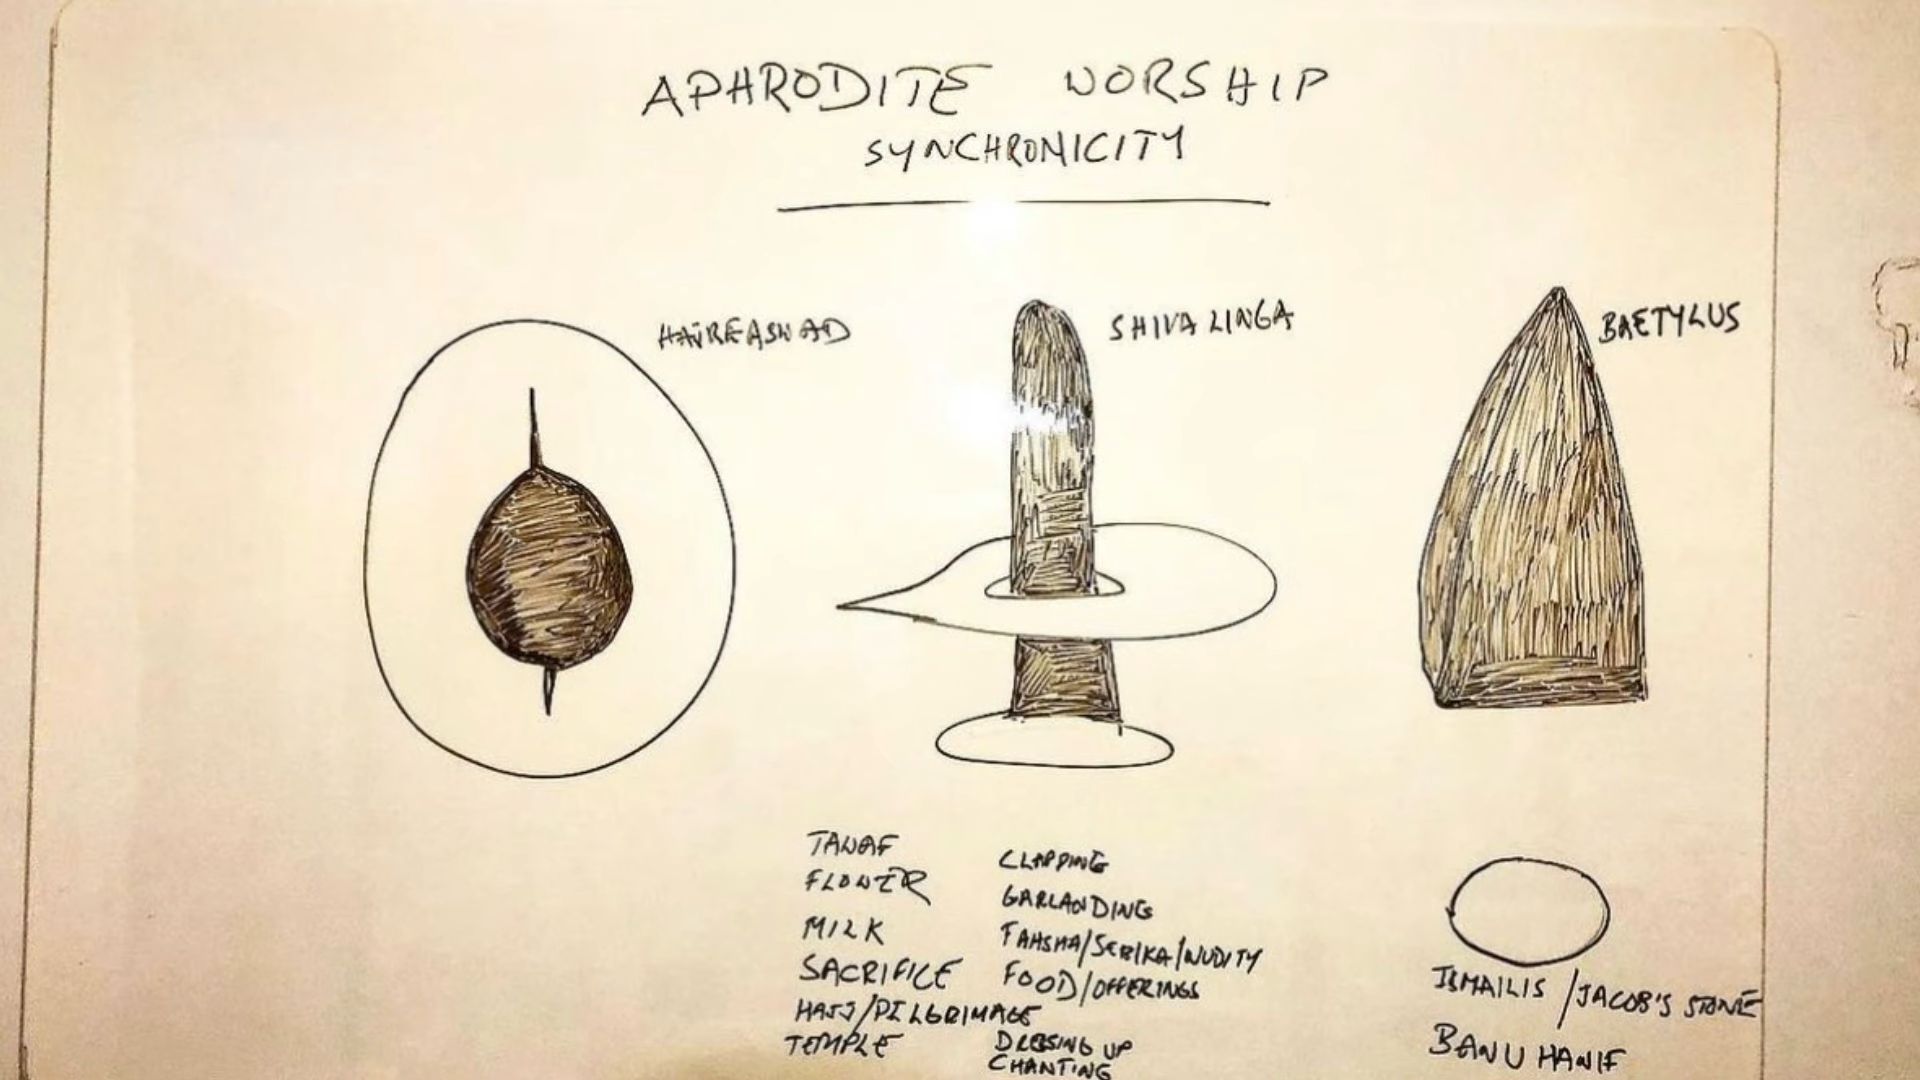 APHRODITE WORSHIP
SYNCHRONICITY
HAJREASWAD
SHIVA LINGA
BAETYLUS
TAWAF
FLOWER
MILK
SACRIFICE
HAJJ/PILGRIMAGE
TEMPLE
CLAPPING
GARLANDING
FAHSHA/SEBIKA/NUDITY
FOOD/OFFERINGS
DRESSING UP
CHANTING
ISMAILIS/JACOB'S STONE
BANU HANIF